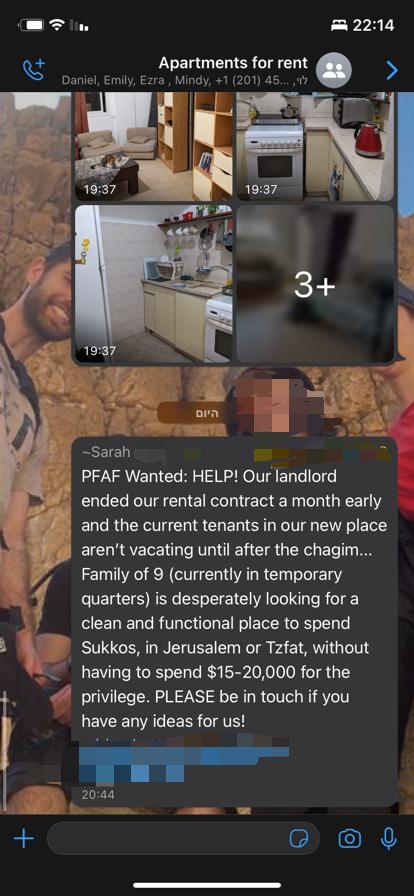 22:14
Apartments for rent
Daniel, Emily, Ezra , Mindy, +1 (201) 45... ,לוי
19:37
19:37
19:37
3+
היום
~Sarah
PFAF Wanted: HELP! Our landlord
ended our rental contract a month early
and the current tenants in our new place
aren’t vacating until after the chagim...
Family of 9 (currently in temporary
quarters) is desperately looking for a
clean and functional place to spend
Sukkos, in Jerusalem or Tzfat, without
having to spend $15-20,000 for the
privilege. PLEASE be in touch if you
have any ideas for us!
20:44